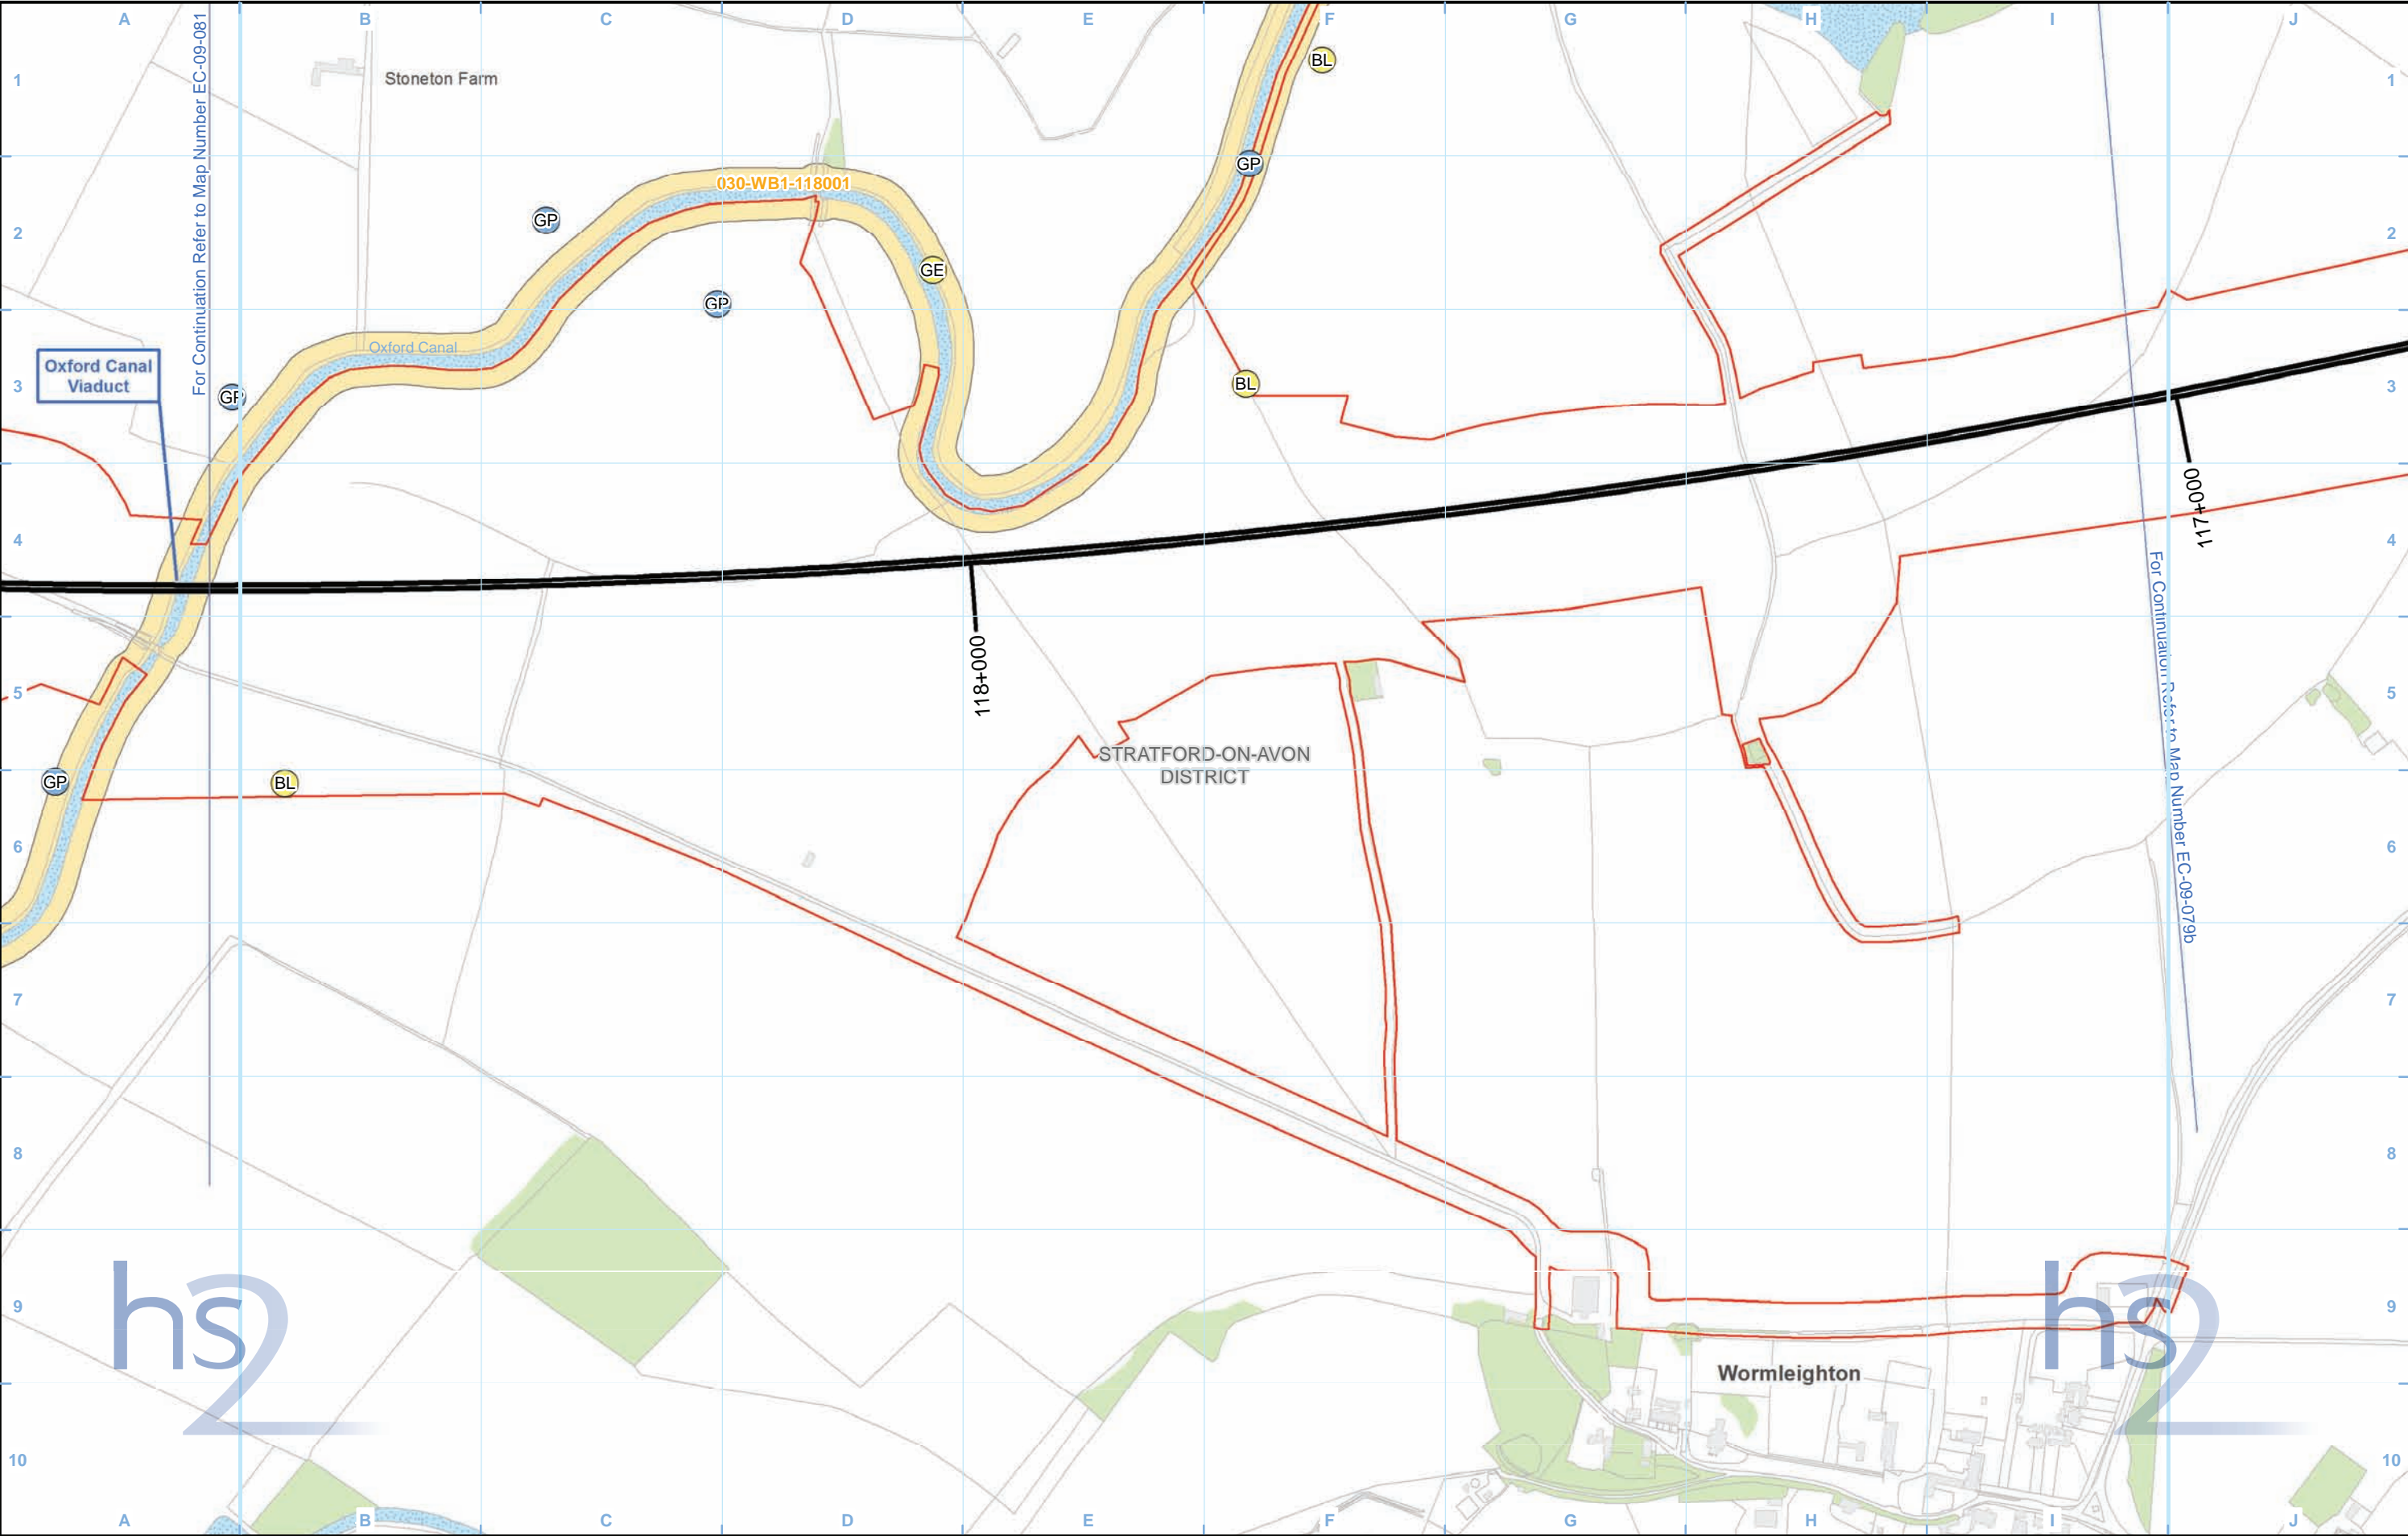 A B C D E F G H I J
1
Stoneton Farm
BL
1
For Continuation Refer to Map Number EC-09-081
GP
030-WB1-118001
GP
2
2
GE
GP
Oxford Canal
Oxford Canal
Viaduct
3
GP
BL
3
117+000
4
4
118+000
For Continuation Refer to Map Number EC-09-079b
5
5
STRATFORD-ON-AVON
DISTRICT
GP
BL
6
6
7
7
8
8
hs2
hs2
9
9
Wormleighton
10
10
A B C D E F G H I J